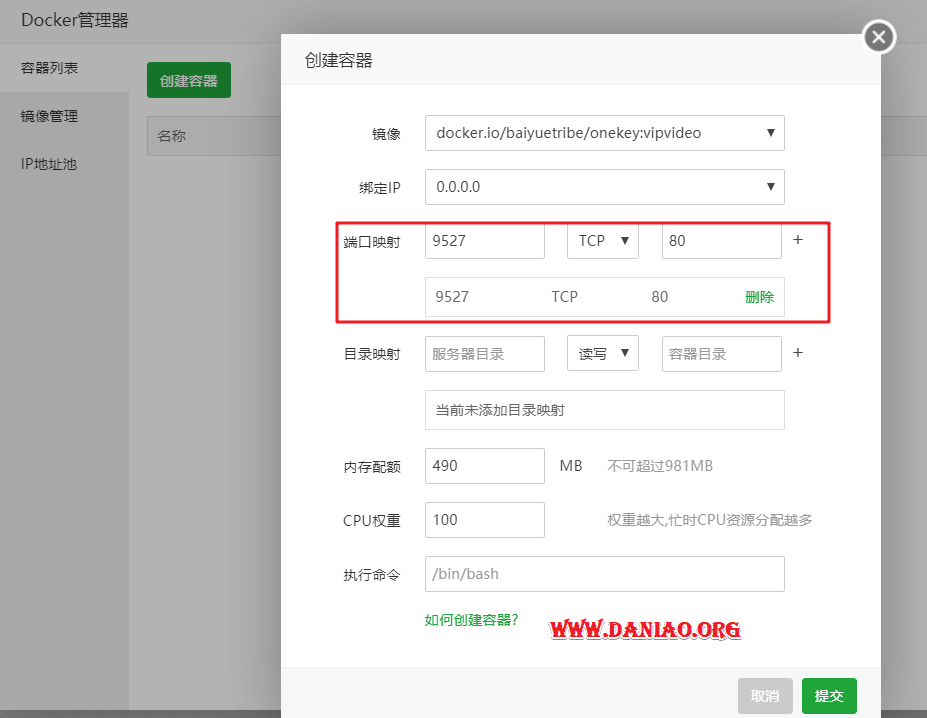 Docker管理器
容器列表
镜像管理
IP地址池
创建容器
名称
创建容器
镜像 docker.io/baiyuetribe/onekey:vipvideo ▼
绑定IP 0.0.0.0 ▼
端口映射 9527 TCP ▼ 80 +
9527 TCP 80 删除
目录映射 服务器目录 读写 ▼ 容器目录 +
当前未添加目录映射
内存配额 490 MB 不可超过981MB
CPU权重 100 权重越大,忙时CPU资源分配越多
执行命令 /bin/bash
如何创建容器?
WWW.DANIAO.ORG
取消 提交